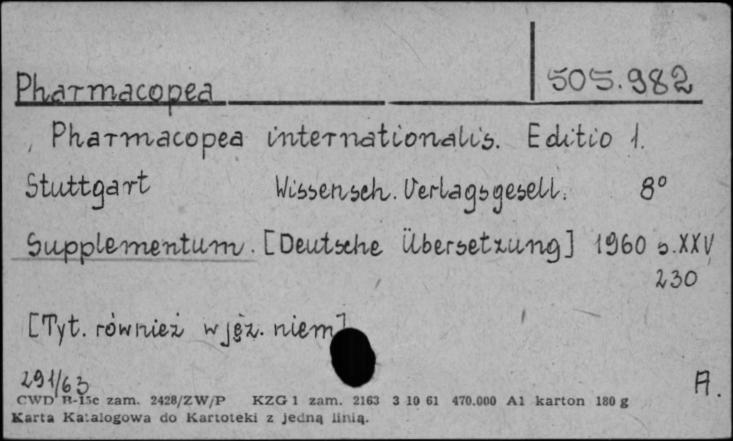 505.982
Pharmacopea
Pharmacopea internationalis. Editio 1.
Stuttgart Wissensch. Verlagsgesell. 8°
Supplementum. [Deutsche Übersetzung] 1960 s. XXV,
230
[Tyt. również w jęz. niem]
291/63
A.
CWD R-15c zam. 2428/ZW/P KZG 1 zam. 2163 3 10 61 470.000 A1 karton 180 g
Karta Katalogowa do Kartoteki z jedną linią.